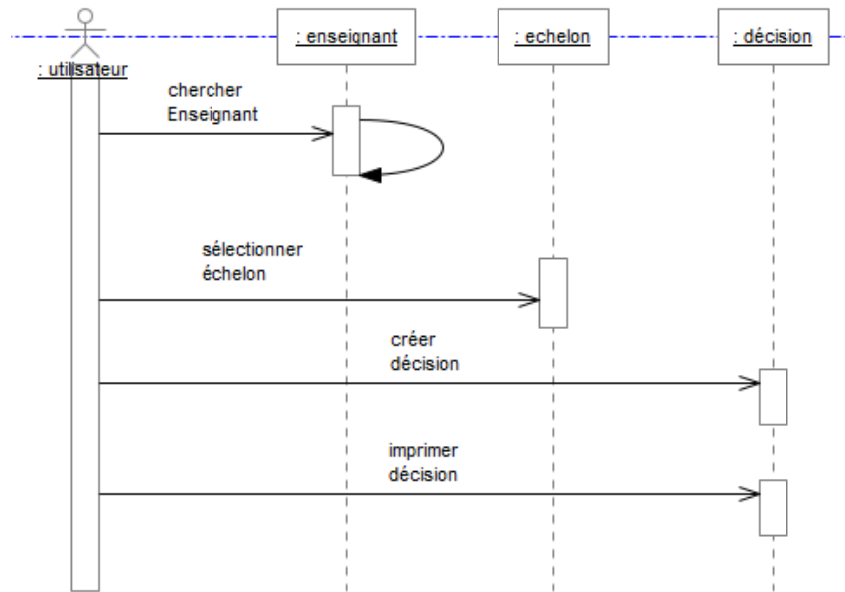 : utilisateur
: enseignant
: echelon
: décision
chercher
Enseignant
sélectionner
échelon
créer
décision
imprimer
décision